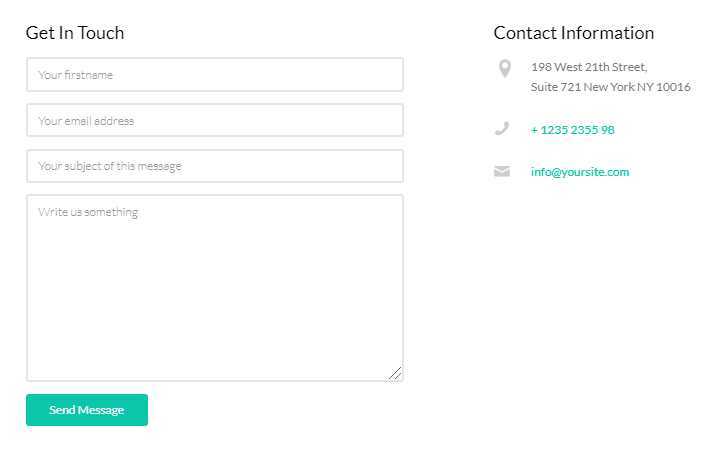 Get In Touch
Your firstname
Your email address
Your subject of this message
Write us something
Send Message
Contact Information
198 West 21th Street,
Suite 721 New York NY 10016
+ 1235 2355 98
info@yoursite.com